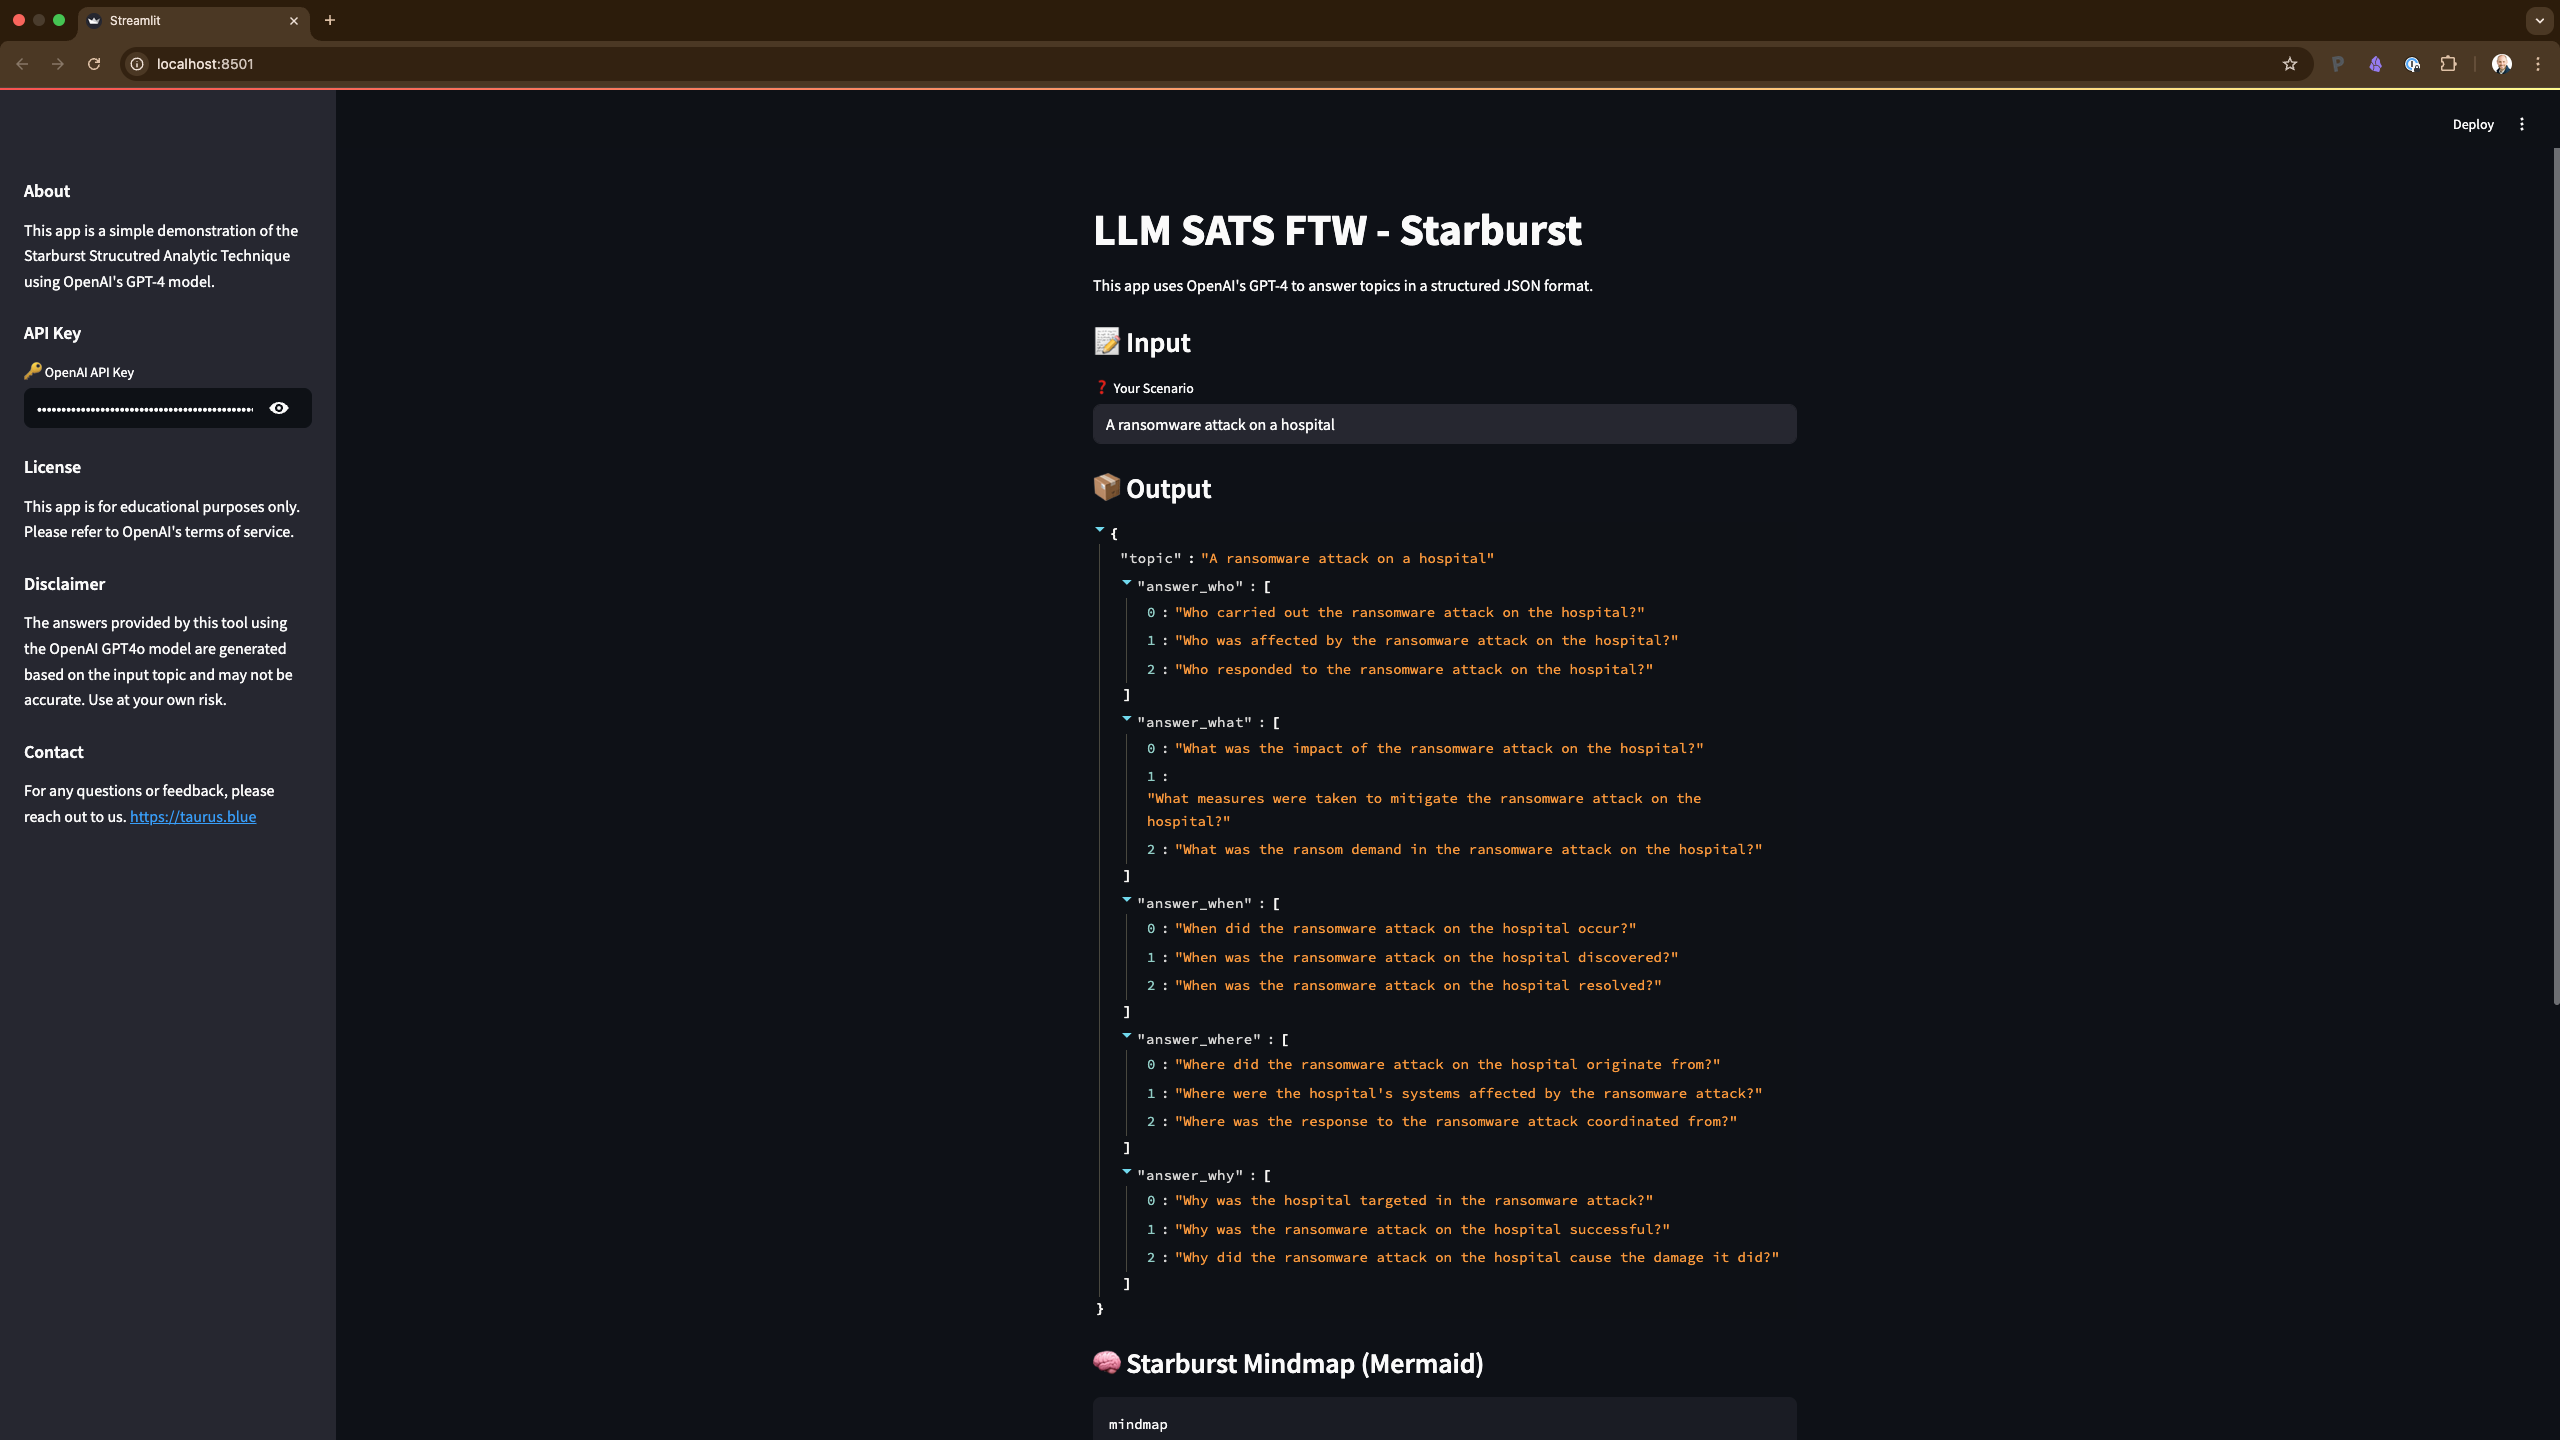 Streamlit
localhost:8501
Deploy
About
This app is a simple demonstration of the
Starburst Strucutred Analytic Technique
using OpenAI's GPT-4 model.
API Key
🔑 OpenAI API Key
License
This app is for educational purposes only.
Please refer to OpenAI's terms of service.
Disclaimer
The answers provided by this tool using
the OpenAI GPT4o model are generated
based on the input topic and may not be
accurate. Use at your own risk.
Contact
For any questions or feedback, please
reach out to us. https://taurus.blue
LLM SATS FTW - Starburst
This app uses OpenAI's GPT-4 to answer topics in a structured JSON format.
📝 Input
❓ Your Scenario
A ransomware attack on a hospital
📦 Output
{
"topic" : "A ransomware attack on a hospital"
"answer_who" : [
0 : "Who carried out the ransomware attack on the hospital?"
1 : "Who was affected by the ransomware attack on the hospital?"
2 : "Who responded to the ransomware attack on the hospital?"
]
"answer_what" : [
0 : "What was the impact of the ransomware attack on the hospital?"
1 :
"What measures were taken to mitigate the ransomware attack on the
hospital?"
2 : "What was the ransom demand in the ransomware attack on the hospital?"
]
"answer_when" : [
0 : "When did the ransomware attack on the hospital occur?"
1 : "When was the ransomware attack on the hospital discovered?"
2 : "When was the ransomware attack on the hospital resolved?"
]
"answer_where" : [
0 : "Where did the ransomware attack on the hospital originate from?"
1 : "Where were the hospital's systems affected by the ransomware attack?"
2 : "Where was the response to the ransomware attack coordinated from?"
]
"answer_why" : [
0 : "Why was the hospital targeted in the ransomware attack?"
1 : "Why was the ransomware attack on the hospital successful?"
2 : "Why did the ransomware attack on the hospital cause the damage it did?"
]
}
🧠 Starburst Mindmap (Mermaid)
mindmap